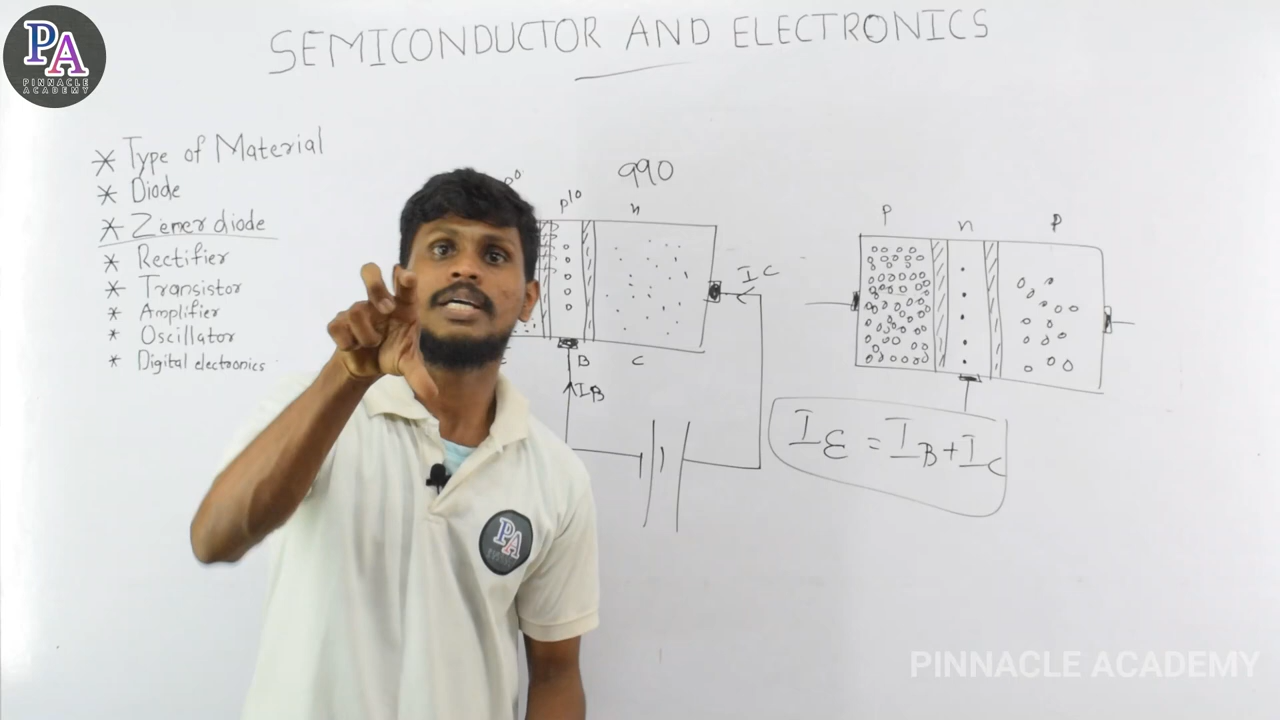 PA
PINNACLE
ACADEMY
SEMICONDUCTOR AND ELECTRONICS
* Type of Material
* Diode
* Zener diode
* Rectifier
* Transistor
* Amplifier
* Oscillator
* Digital electronics
990
p10
n
B
C
IB
IC
P
n
P
IE = IB+IC
PA
PINNACLE ACADEMY